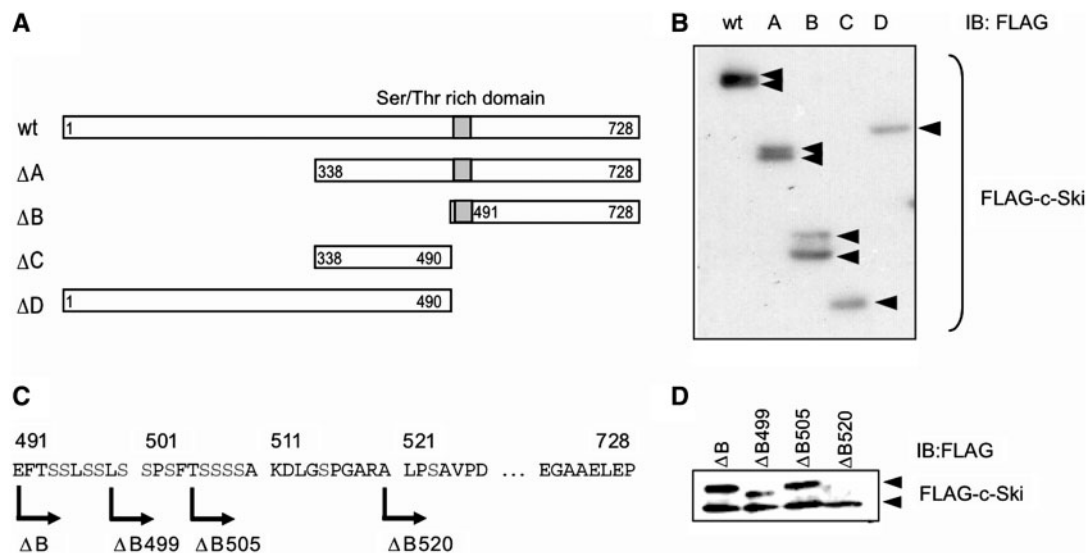 A
Ser/Thr rich domain
wt 1 728
ΔA 338 728
ΔB 491 728
ΔC 338 490
ΔD 1 490
B
wt A B C D IB: FLAG
FLAG-c-Ski
C
491 501 511 521 728
EFTSSLSSLS SPSFTSSSSA KDLGSPGARA LPSAVPD ... EGAAELEP
ΔB ΔB499 ΔB505 ΔB520
D
ΔB ΔB499 ΔB505 ΔB520
IB:FLAG
FLAG-c-Ski